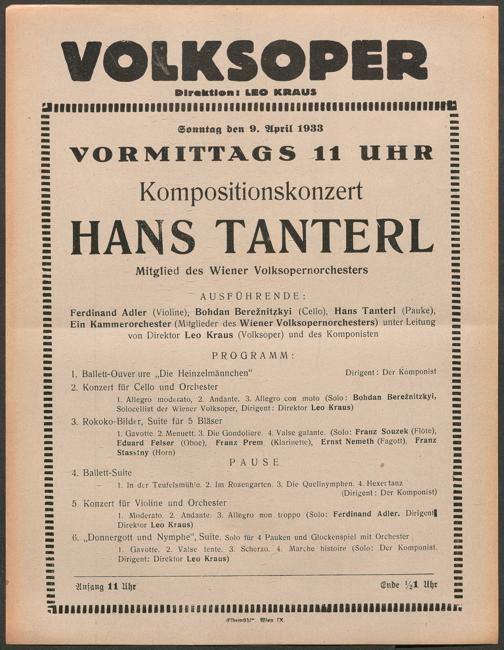 VOLKSOPER
Direktion: LEO KRAUS
Sonntag den 9. April 1933
VORMITTAGS 11 UHR
Kompositionskonzert
HANS TANTERL
Mitglied des Wiener Volksopernorchesters
AUSFÜHRENDE:
Ferdinand Adler (Violine), Bohdan Berežnitzkyi (Cello), Hans Tanterl (Pauke),
Ein Kammerorchester (Mitglieder des Wiener Volksopernorchesters) unter Leitung
von Direktor Leo Kraus (Volksoper) und des Komponisten
PROGRAMM:
1. Ballett-Ouverture „Die Heinzelmännchen" Dirigent: Der Komponist
2. Konzert für Cello und Orchester
1. Allegro moderato, 2. Andante. 3. Allegro con moto (Solo: Bohdan Berežnitzkyi,
Solocellist der Wiener Volksoper, Dirigent: Direktor Leo Kraus)
3. Rokoko-Bilder, Suite für 5 Bläser
1. Gavotte. 2. Menuett. 3. Die Gondoliere. 4. Valse galante. (Solo: Franz Souzek (Flöte),
Eduard Felser (Oboe), Franz Prem (Klarinette), Ernst Nemeth (Fagott), Franz
Stasstny (Horn)
PAUSE
4. Ballett-Suite
1. In der Teufelsmühle. 2. Im Rosengarten. 3. Die Quellnymphen. 4. Hexentanz
(Dirigent: Der Komponist)
5 Konzert für Violine und Orchester
1. Moderato. 2. Andante. 3. Allegro non troppo (Solo: Ferdinand Adler. Dirigent
Direktor Leo Kraus)
6. „Donnergott und Nymphe", Suite. Solo für 4 Pauken und Glockenspiel mit Orchester
1. Gavotte. 2. Valse lente. 3. Scherzo. 4. Marche histoire (Solo: Der Komponist.
Dirigent: Direktor Leo Kraus)
Anfang 11 Uhr Ende ½1 Uhr
„Elbemühl" Wien IX.